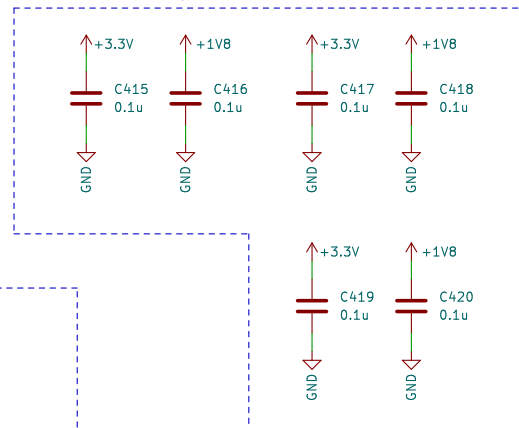 +3.3V +1V8 +3.3V +1V8
C415 C416 C417 C418
0.1u 0.1u 0.1u 0.1u
GND GND GND GND
+3.3V +1V8
C419 C420
0.1u 0.1u
GND GND